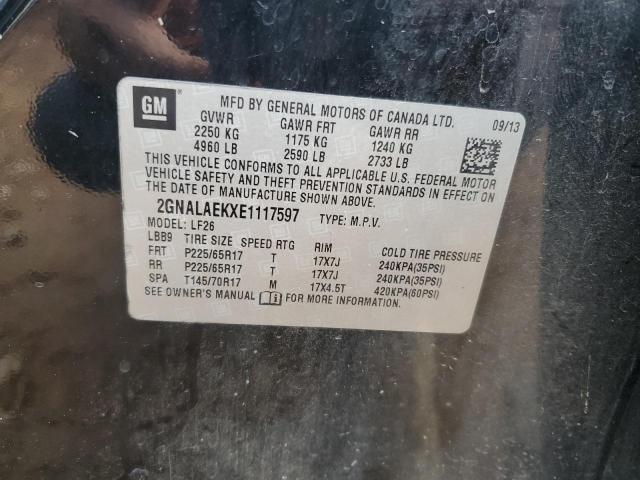 GM
MFD BY GENERAL MOTORS OF CANADA LTD. 09/13
GVWR GAWR FRT GAWR RR
2250 KG 1175 KG 1240 KG
4960 LB 2590 LB 2733 LB
THIS VEHICLE CONFORMS TO ALL APPLICABLE U.S. FEDERAL MOTOR
VEHICLE SAFETY AND THEFT PREVENTION STANDARDS IN EFFECT ON
THE DATE OF MANUFACTURE SHOWN ABOVE.
2GNALAEKXE1117597 TYPE: M.P.V.
MODEL: LF26
LBB9 TIRE SIZE SPEED RTG RIM COLD TIRE PRESSURE
FRT P225/65R17 T 17X7J 240KPA(35PSI)
RR P225/65R17 T 17X7J 240KPA(35PSI)
SPA T145/70R17 M 17X4.5T 420KPA(60PSI)
SEE OWNER'S MANUAL FOR MORE INFORMATION.